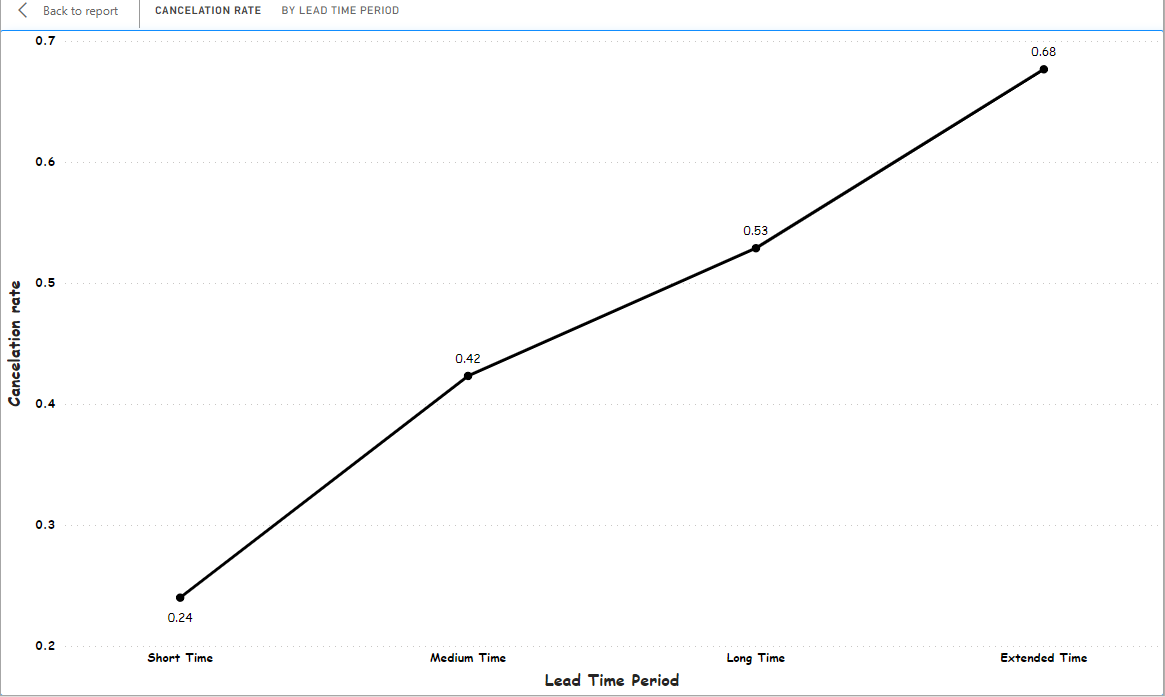 Back to report CANCELATION RATE BY LEAD TIME PERIOD
0.7
0.68
0.6
0.53
0.5
0.42
0.4
0.3
0.24
0.2
Cancelation rate
Short Time Medium Time Long Time Extended Time
Lead Time Period